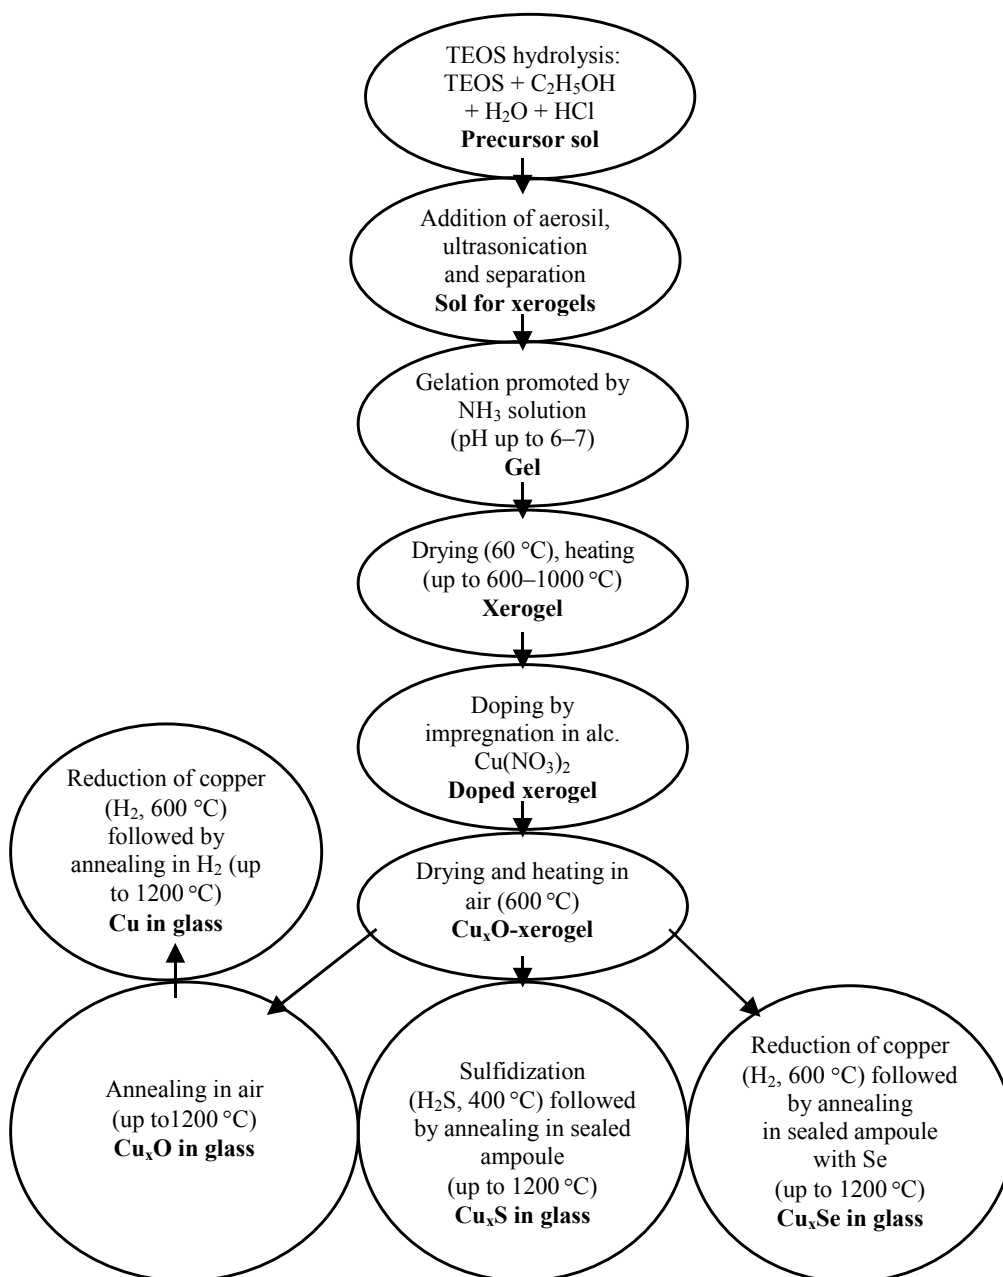 TEOS hydrolysis:
TEOS + C₂H₅OH
+ H₂O + HCl
Precursor sol
Addition of aerosil,
ultrasonication
and separation
Sol for xerogels
Gelation promoted by
NH₃ solution
(pH up to 6–7)
Gel
Drying (60 °C), heating
(up to 600–1000 °C)
Xerogel
Doping by
impregnation in alc.
Cu(NO₃)₂
Doped xerogel
Drying and heating in
air (600 °C)
CuₓO-xerogel
Reduction of copper
(H₂, 600 °C)
followed by
annealing in H₂ (up
to 1200 °C)
Cu in glass
Annealing in air
(up to1200 °C)
CuₓO in glass
Sulfidization
(H₂S, 400 °C) followed
by annealing in sealed
ampoule
(up to 1200 °C)
CuₓS in glass
Reduction of copper
(H₂, 600 °C) followed
by annealing
in sealed ampoule
with Se
(up to 1200 °C)
CuₓSe in glass